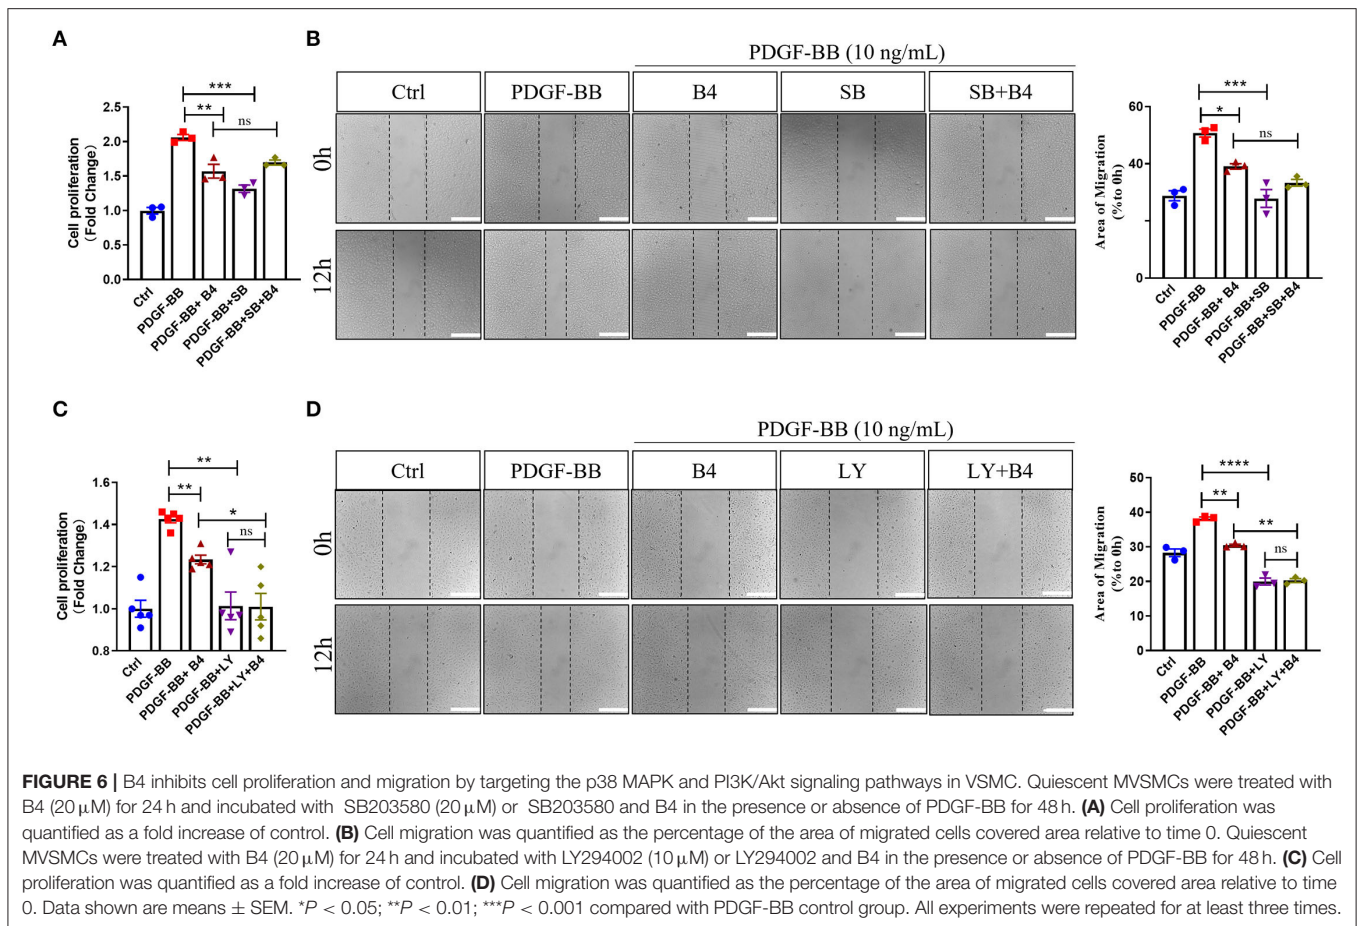 A
Cell proliferation
(Fold Change)
2.5
2.0
1.5
1.0
0.5
0.0
***
**
ns
Ctrl
PDGF-BB
PDGF-BB+ B4
PDGF-BB+SB
PDGF-BB+SB+B4
B
PDGF-BB (10 ng/mL)
Ctrl PDGF-BB B4 SB SB+B4
0h
12h
Area of Migration
(%to 0h)
60
40
0
***
*
ns
Ctrl
PDGF-BB
PDGF-BB+ B4
PDGF-BB+SB
PDGF-BB+SB+B4
C
Cell proliferation
(Fold Change)
1.6
1.4
1.2
1.0
0.8
**
**
*
ns
Ctrl
PDGF-BB
PDGF-BB+ B4
PDGF-BB+LY
PDGF-BB+LY+B4
D
PDGF-BB (10 ng/mL)
Ctrl PDGF-BB B4 LY LY+B4
0h
12h
Area of Migration
(%to 0h)
50
40
30
20
10
0
****
**
**
ns
Ctrl
PDGF-BB
PDGF-BB+ B4
PDGF-BB+LY
PDGF-BB+LY+B4
FIGURE 6 | B4 inhibits cell proliferation and migration by targeting the p38 MAPK and PI3K/Akt signaling pathways in VSMC. Quiescent MVSMCs were treated with
B4 (20 μM) for 24 h and incubated with SB203580 (20 μM) or SB203580 and B4 in the presence or absence of PDGF-BB for 48 h. (A) Cell proliferation was
quantified as a fold increase of control. (B) Cell migration was quantified as the percentage of the area of migrated cells covered area relative to time 0. Quiescent
MVSMCs were treated with B4 (20 μM) for 24 h and incubated with LY294002 (10 μM) or LY294002 and B4 in the presence or absence of PDGF-BB for 48 h. (C) Cell
proliferation was quantified as a fold increase of control. (D) Cell migration was quantified as the percentage of the area of migrated cells covered area relative to time
0. Data shown are means ± SEM. *P < 0.05; **P < 0.01; ***P < 0.001 compared with PDGF-BB control group. All experiments were repeated for at least three times.